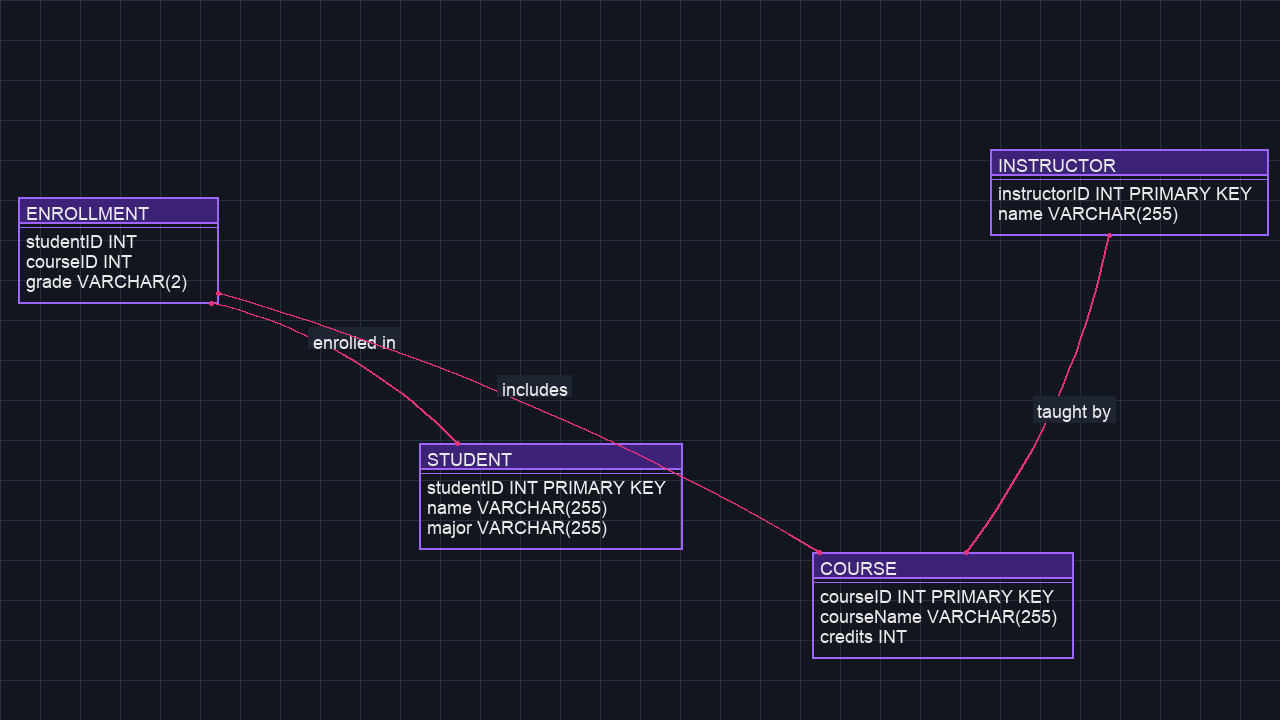 INSTRUCTOR
instructorID INT PRIMARY KEY
name VARCHAR(255)
ENROLLMENT
studentID INT
courseID INT
grade VARCHAR(2)
enrolled in
includes
taught by
STUDENT
studentID INT PRIMARY KEY
name VARCHAR(255)
major VARCHAR(255)
COURSE
courseID INT PRIMARY KEY
courseName VARCHAR(255)
credits INT